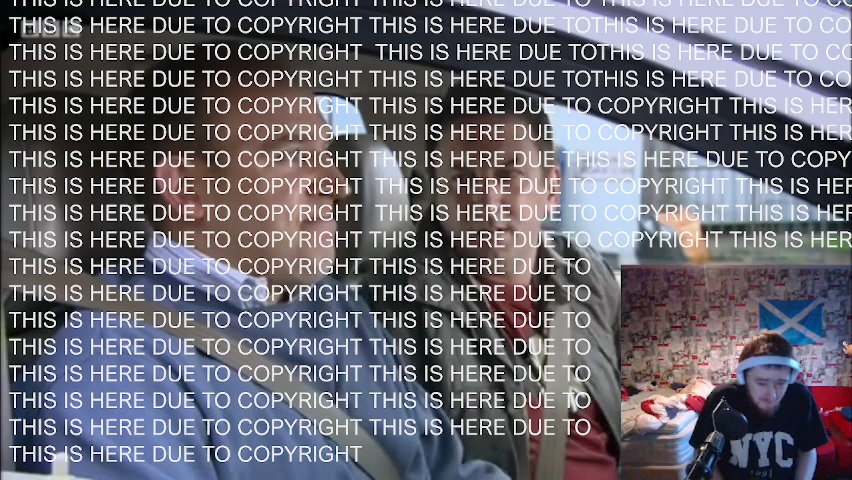 THIS IS HERE DUE TO COPYRIGHT THIS IS HERE DUE TO THIS IS HERE DUE TO CO
THIS IS HERE DUE TO COPYRIGHT THIS IS HERE DUE TOTHIS IS HERE DUE TO CO
THIS IS HERE DUE TO COPYRIGHT THIS IS HERE DUE TOTHIS IS HERE DUE TO CO
THIS IS HERE DUE TO COPYRIGHT THIS IS HERE DUE TOTHIS IS HERE DUE TO CO
THIS IS HERE DUE TO COPYRIGHT THIS IS HERE DUE TO COPYRIGHT THIS IS HER
THIS IS HERE DUE TO COPYRIGHT THIS IS HERE DUE TO COPYRIGHT THIS IS HER
THIS IS HERE DUE TO COPYRIGHT THIS IS HERE DUE THIS IS HERE DUE TO COPY
THIS IS HERE DUE TO COPYRIGHT THIS IS HERE DUE TO COPYRIGHT THIS IS HER
THIS IS HERE DUE TO COPYRIGHT THIS IS HERE DUE TO COPYRIGHT THIS IS HER
THIS IS HERE DUE TO COPYRIGHT THIS IS HERE DUE TO COPYRIGHT THIS IS HER
THIS IS HERE DUE TO COPYRIGHT THIS IS HERE DUE TO
THIS IS HERE DUE TO COPYRIGHT THIS IS HERE DUE TO
THIS IS HERE DUE TO COPYRIGHT THIS IS HERE DUE TO
THIS IS HERE DUE TO COPYRIGHT THIS IS HERE DUE TO
THIS IS HERE DUE TO COPYRIGHT THIS IS HERE DUE TO
THIS IS HERE DUE TO COPYRIGHT THIS IS HERE DUE TO
THIS IS HERE DUE TO COPYRIGHT THIS IS HERE DUE TO
THIS IS HERE DUE TO COPYRIGHT
NYC